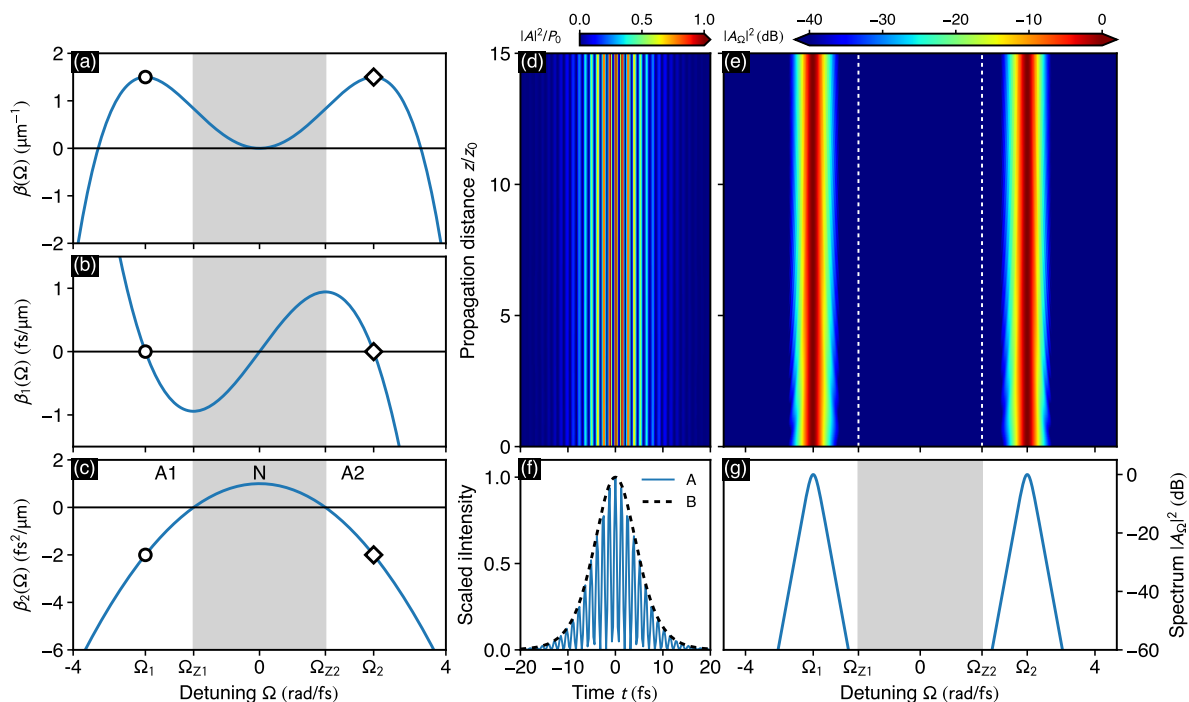 |A|²/P₀
0.0 0.5 1.0
|A_Ω|² (dB)
−40 −30 −20 −10 0
(a)
β(Ω) (μm⁻¹)
2
1
0
−1
−2
(b)
β₁(Ω) (fs/μm)
1
0
−1
(c)
A1 N A2
β₂(Ω) (fs²/μm)
2
0
−2
−4
−6
−4 Ω₁ Ω_Z1 0 Ω_Z2 Ω₂ 4
Detuning Ω (rad/fs)
(d)
Propagation distance z/z₀
15
10
5
0
(e)
(f)
A
B
Scaled iIntensity
1.0
0.5
0.0
−20 −10 0 10 20
Time t (fs)
(g)
−4 Ω₁ Ω_Z1 0 Ω_Z2 Ω₂ 4
Detuning Ω (rad/fs)
0
−20
−40
−60
Spectrum |A_Ω|² (dB)